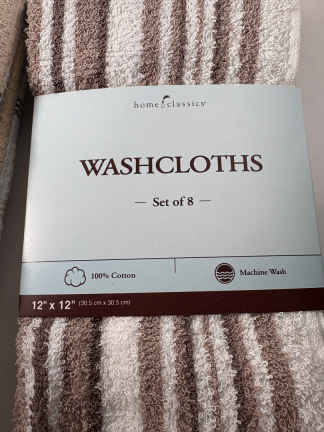 home classics®
WASHCLOTHS
— Set of 8 —
100% Cotton
Machine Wash
12" x 12" (30.5 cm x 30.5 cm)